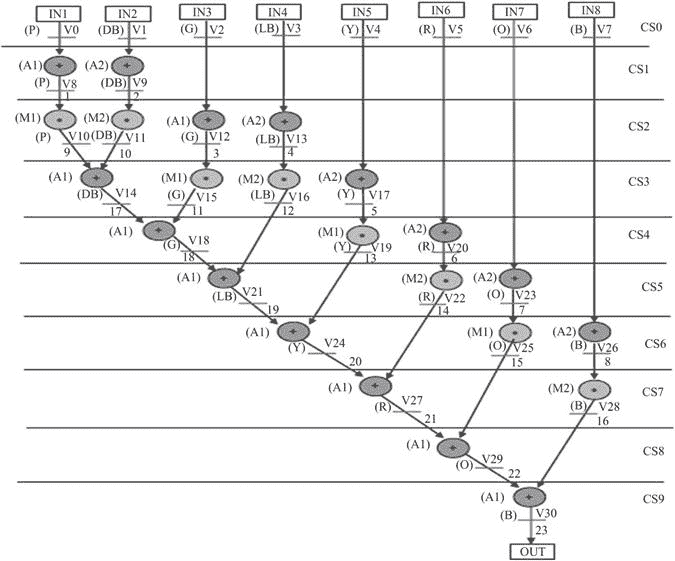 IN1 IN2 IN3 IN4 IN5 IN6 IN7 IN8
(P) V0 (DB) V1 (G) V2 (LB) V3 (Y) V4 (R) V5 (O) V6 (B) V7 CS0
(A1) + (A2) + CS1
(P) V8 (DB) V9
1 2
(M1) * (M2) * (A1) + (A2) + CS2
(P) V10 (DB) V11 (G) V12 (LB) V13
9 10 3 4
(A1) + (M1) * (M2) * (A2) + CS3
(DB) V14 (G) V15 (LB) V16 (Y) V17
17 11 12 5
(A1) + (M1) * (A2) + CS4
(G) V18 (Y) V19 (R) V20
18 13 6
(A1) + (M2) * (A2) + CS5
(LB) V21 (R) V22 (O) V23
19 14 7
(A1) + (M1) * (A2) + CS6
(Y) V24 (O) V25 (B) V26
20 15 8
(A1) + (M2) * CS7
(R) V27 (B) V28
21 16
(A1) + CS8
(O) V29
22
(A1) + CS9
(B) V30
23
OUT